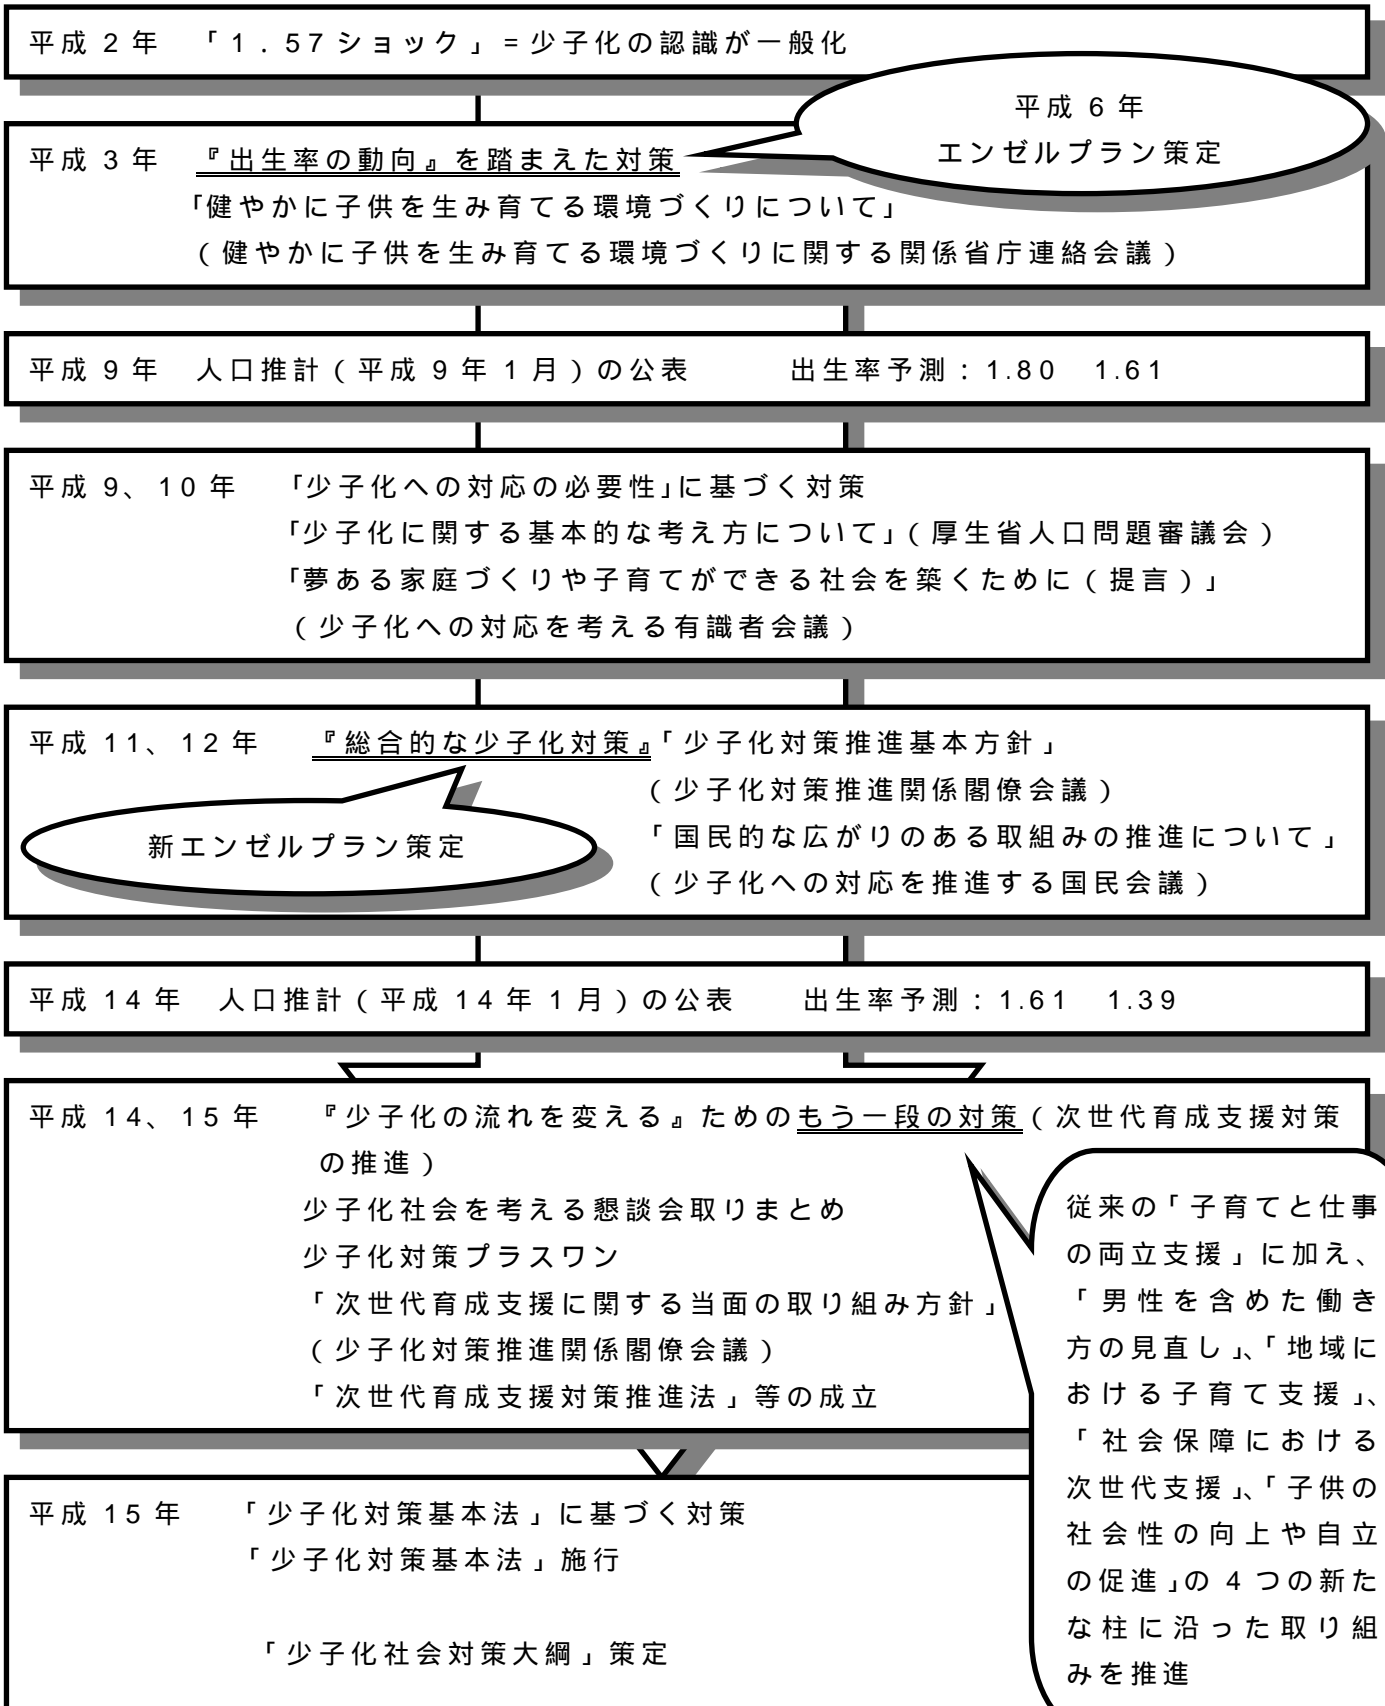 平成2年　「1.57ショック」=少子化の認識が一般化
平成6年
エンゼルプラン策定
平成3年　『出生率の動向』を踏まえた対策
「健やかに子供を生み育てる環境づくりについて」
(健やかに子供を生み育てる環境づくりに関する関係省庁連絡会議)
平成9年　人口推計(平成9年1月)の公表　　出生率予測:1.80　1.61
平成9、10年　「少子化への対応の必要性」に基づく対策
「少子化に関する基本的な考え方について」(厚生省人口問題審議会)
「夢ある家庭づくりや子育てができる社会を築くために(提言)」
(少子化への対応を考える有識者会議)
平成11、12年　『総合的な少子化対策』「少子化対策推進基本方針」
(少子化対策推進関係閣僚会議)
新エンゼルプラン策定
「国民的な広がりのある取組みの推進について」
(少子化への対応を推進する国民会議)
平成14年　人口推計(平成14年1月)の公表　　出生率予測:1.61　1.39
平成14、15年　『少子化の流れを変える』ためのもう一段の対策(次世代育成支援対策
の推進)
少子化社会を考える懇談会取りまとめ
少子化対策プラスワン
「次世代育成支援に関する当面の取り組み方針」
(少子化対策推進関係閣僚会議)
「次世代育成支援対策推進法」等の成立
従来の「子育てと仕事
の両立支援」に加え、
「男性を含めた働き
方の見直し」、「地域に
おける子育て支援」、
「社会保障における
次世代支援」、「子供の
社会性の向上や自立
の促進」の4つの新た
な柱に沿った取り組
みを推進
平成15年　「少子化対策基本法」に基づく対策
「少子化対策基本法」施行
「少子化社会対策大綱」策定